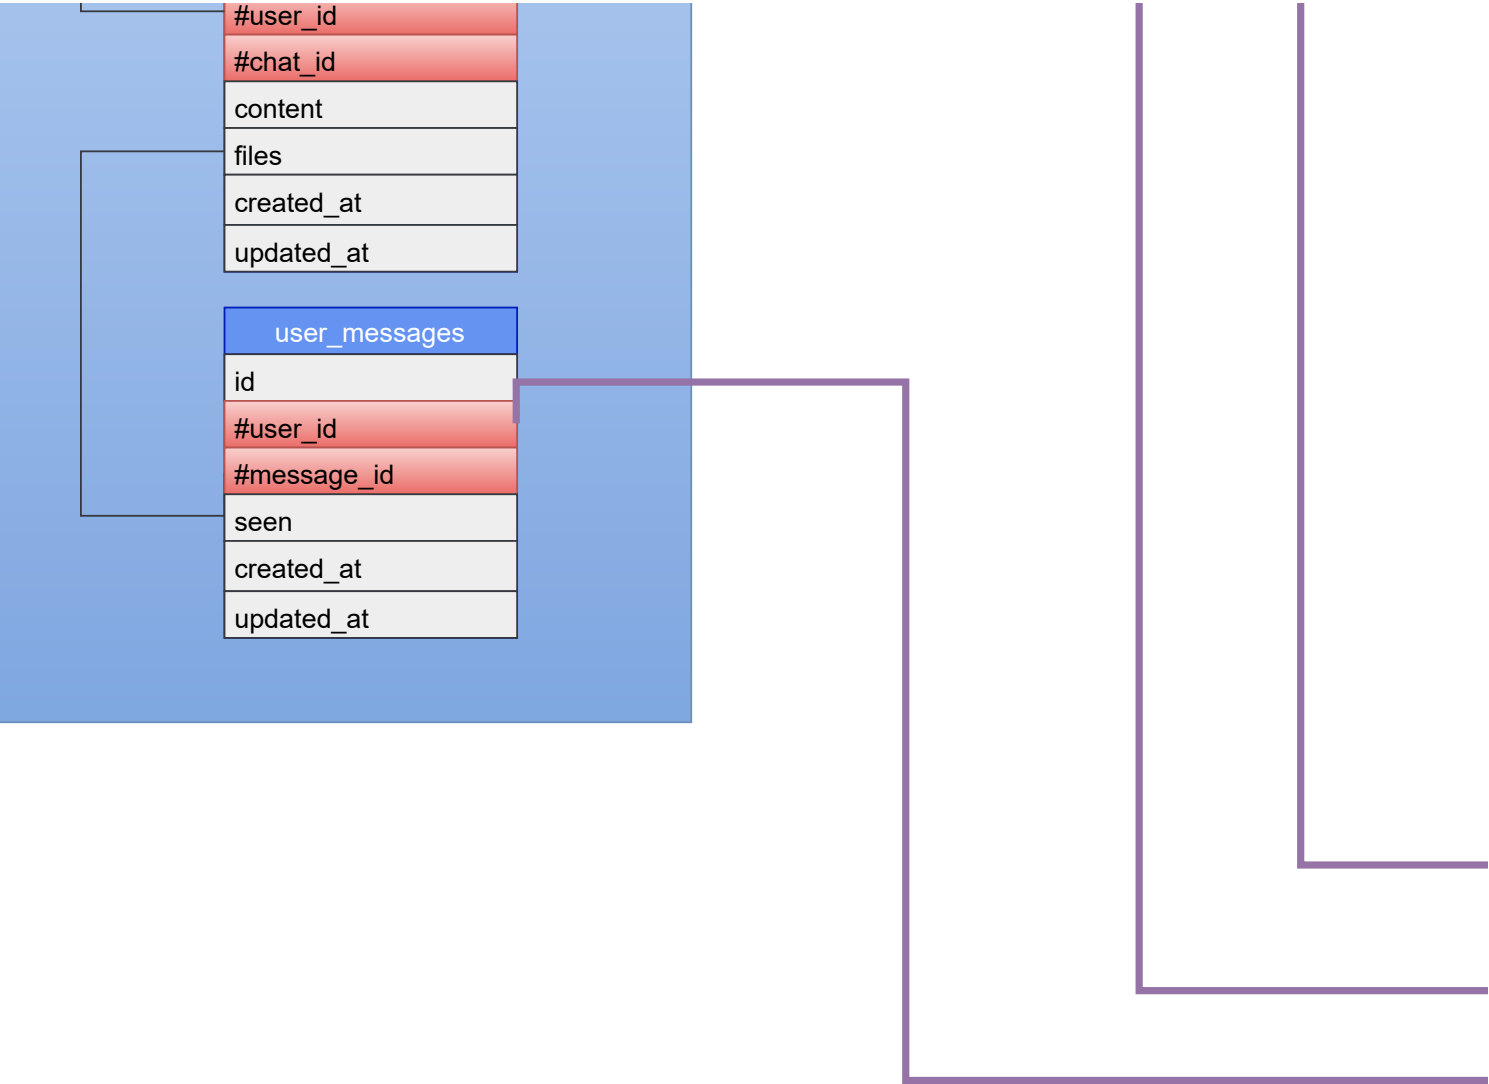 #user_id
#chat_id
content
files
created_at
updated_at
user_messages
id
#user_id
#message_id
seen
created_at
updated_at